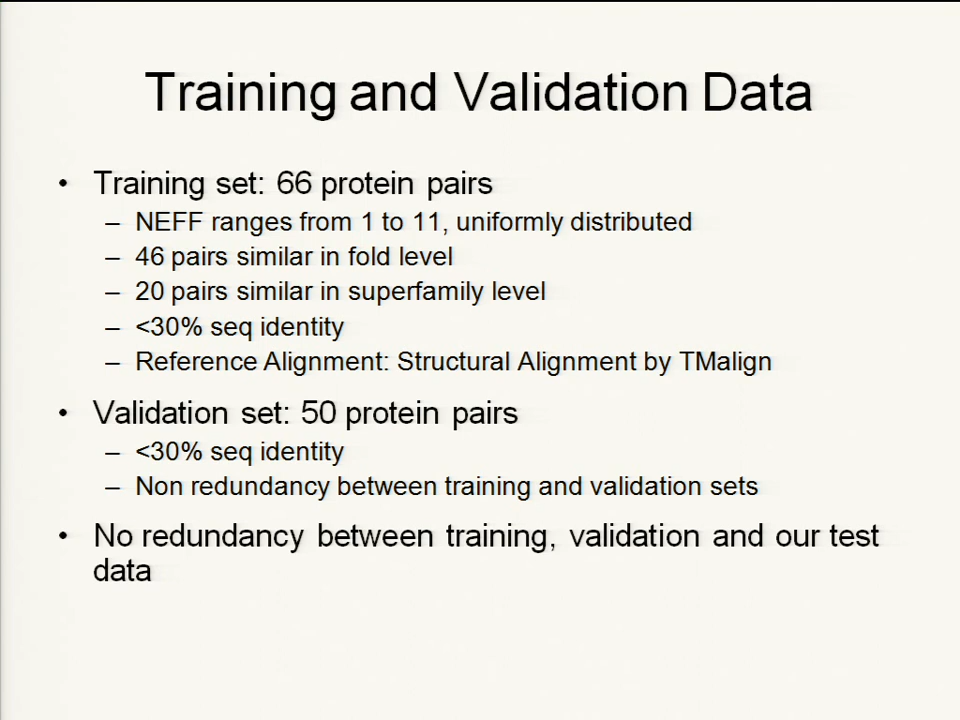 Training and Validation Data
• Training set: 66 protein pairs
– NEFF ranges from 1 to 11, uniformly distributed
– 46 pairs similar in fold level
– 20 pairs similar in superfamily level
– <30% seq identity
– Reference Alignment: Structural Alignment by TMalign
• Validation set: 50 protein pairs
– <30% seq identity
– Non redundancy between training and validation sets
• No redundancy between training, validation and our test
data